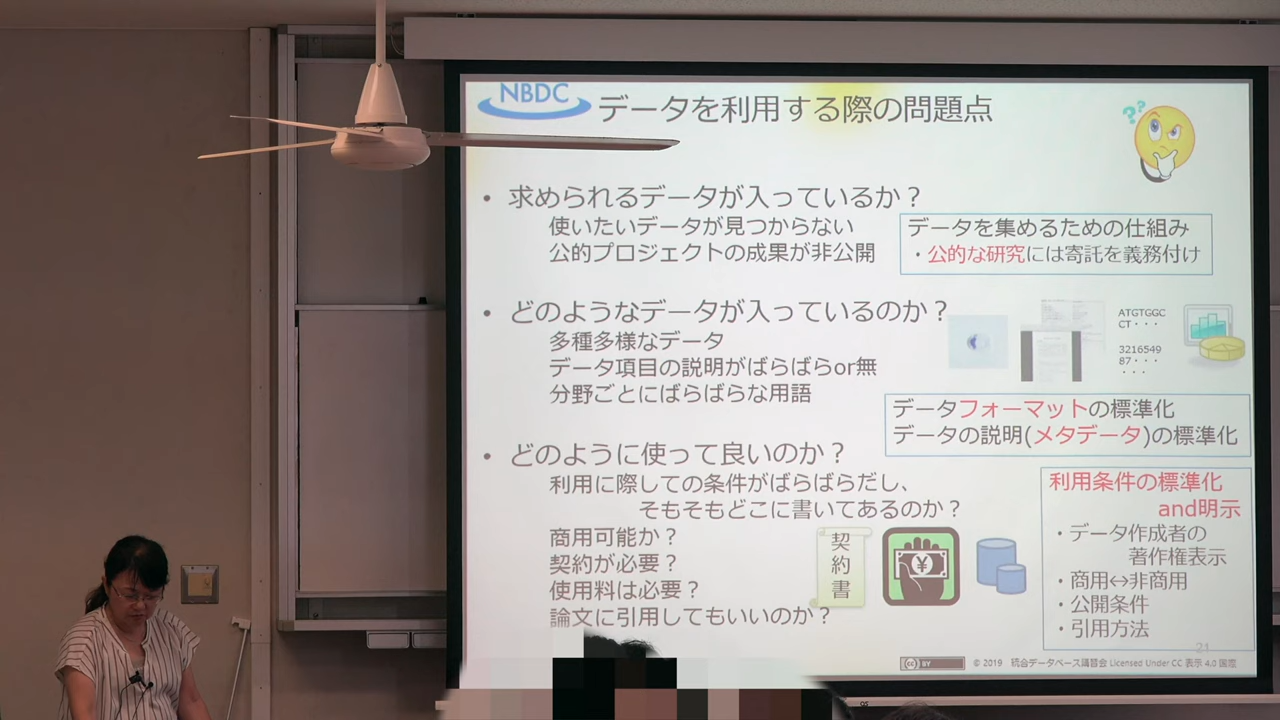 NBDC
データを利用する際の問題点
• 求められるデータが入っているか？
使いたいデータが見つからない
公的プロジェクトの成果が非公開
データを集めるための仕組み
・公的な研究には寄託を義務付け
• どのようなデータが入っているのか？
多種多様なデータ
データ項目の説明がばらばらor無
分野ごとにばらばらな用語
ATGTGGC
CT・・・
3216549
87・・・
・・・
データフォーマットの標準化
データの説明(メタデータ)の標準化
• どのように使って良いのか？
利用に際しての条件がばらばらだし、
そもそもどこに書いてあるのか？
商用可能か？
契約が必要？
使用料は必要？
論文に引用してもいいのか？
契
約
書
¥
利用条件の標準化
and明示
・データ作成者の
著作権表示
・商用↔非商用
・公開条件
・引用方法
21
cc BY
© 2019 統合データベース講習会 Licensed Under CC 表示 4.0 国際